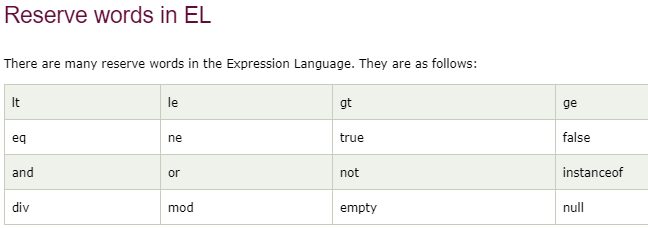 Reserve words in EL
There are many reserve words in the Expression Language. They are as follows:
lt le gt ge
eq ne true false
and or not instanceof
div mod empty null